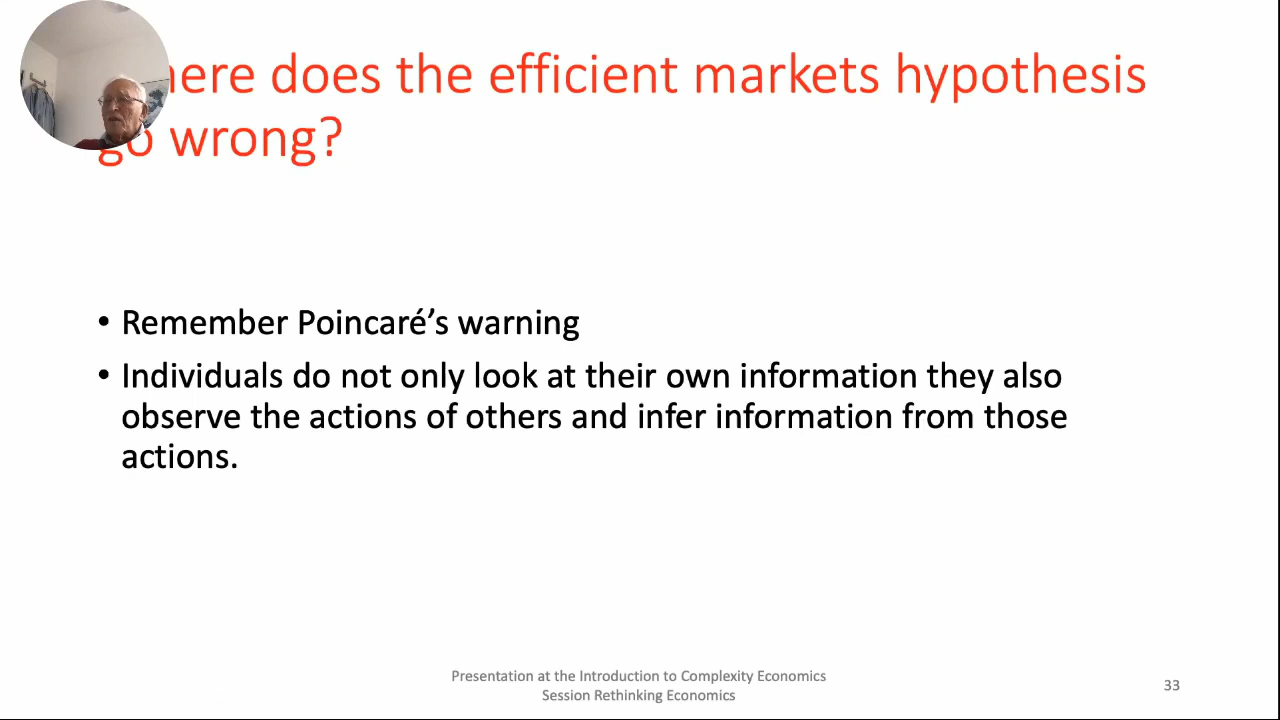 here does the efficient markets hypothesis
go wrong?
• Remember Poincaré’s warning
• Individuals do not only look at their own information they also
observe the actions of others and infer information from those
actions.
Presentation at the Introduction to Complexity Economics
Session Rethinking Economics
33